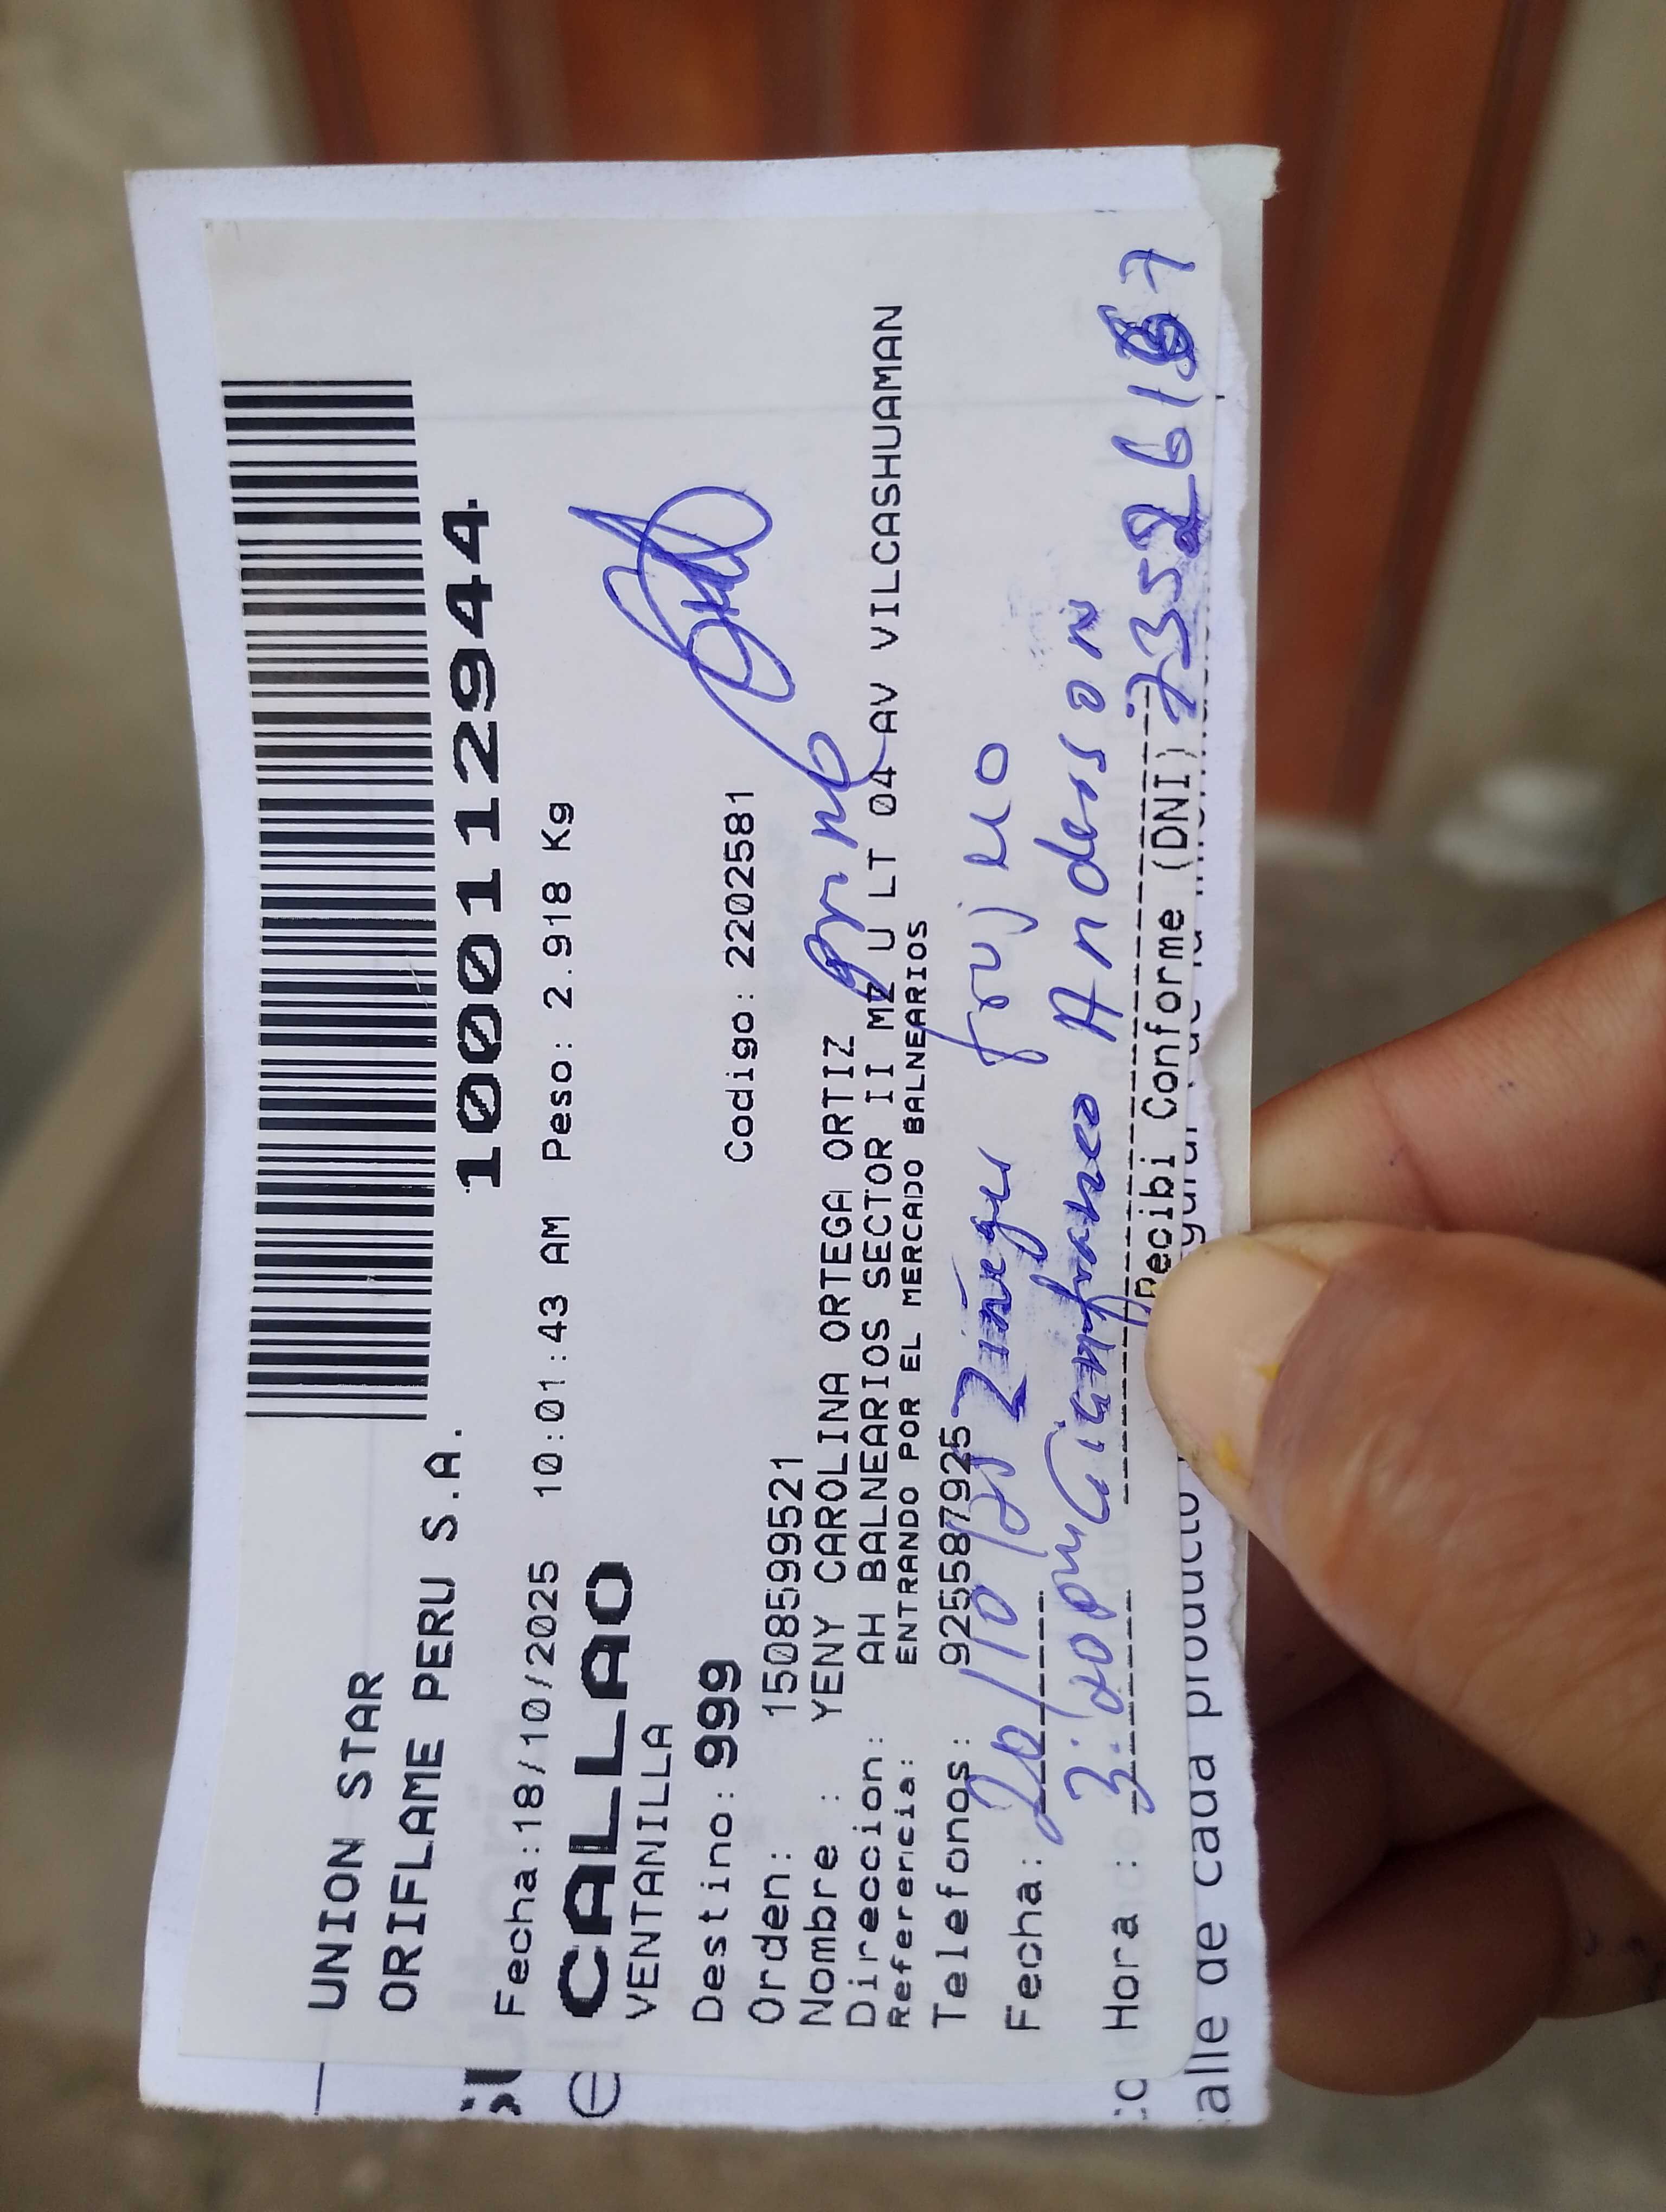 UNION STAR
ORIFLAME PERU S.A.
100112944
Fecha:18/10/2025 10:01:43 AM Peso: 2.918 Kg
CALLAO
VENTANILLA
Destino: 999 Codigo: 2202581
Orden: 1508599521
Nombre : YENY CAROLINA ORTEGA ORTIZ
Direccion: AH BALNEARIOS SECTOR II MZ U LT 04 AV VILCASHUAMAN
Referencia: ENTRANDO POR EL MERCADO BALNEARIOS
Telefonos: 925587925
Fecha: 20/10/25
Hora: 3:20pm Gianfranco Anderson
Recibi Conforme (DNI)
alle de cada producto